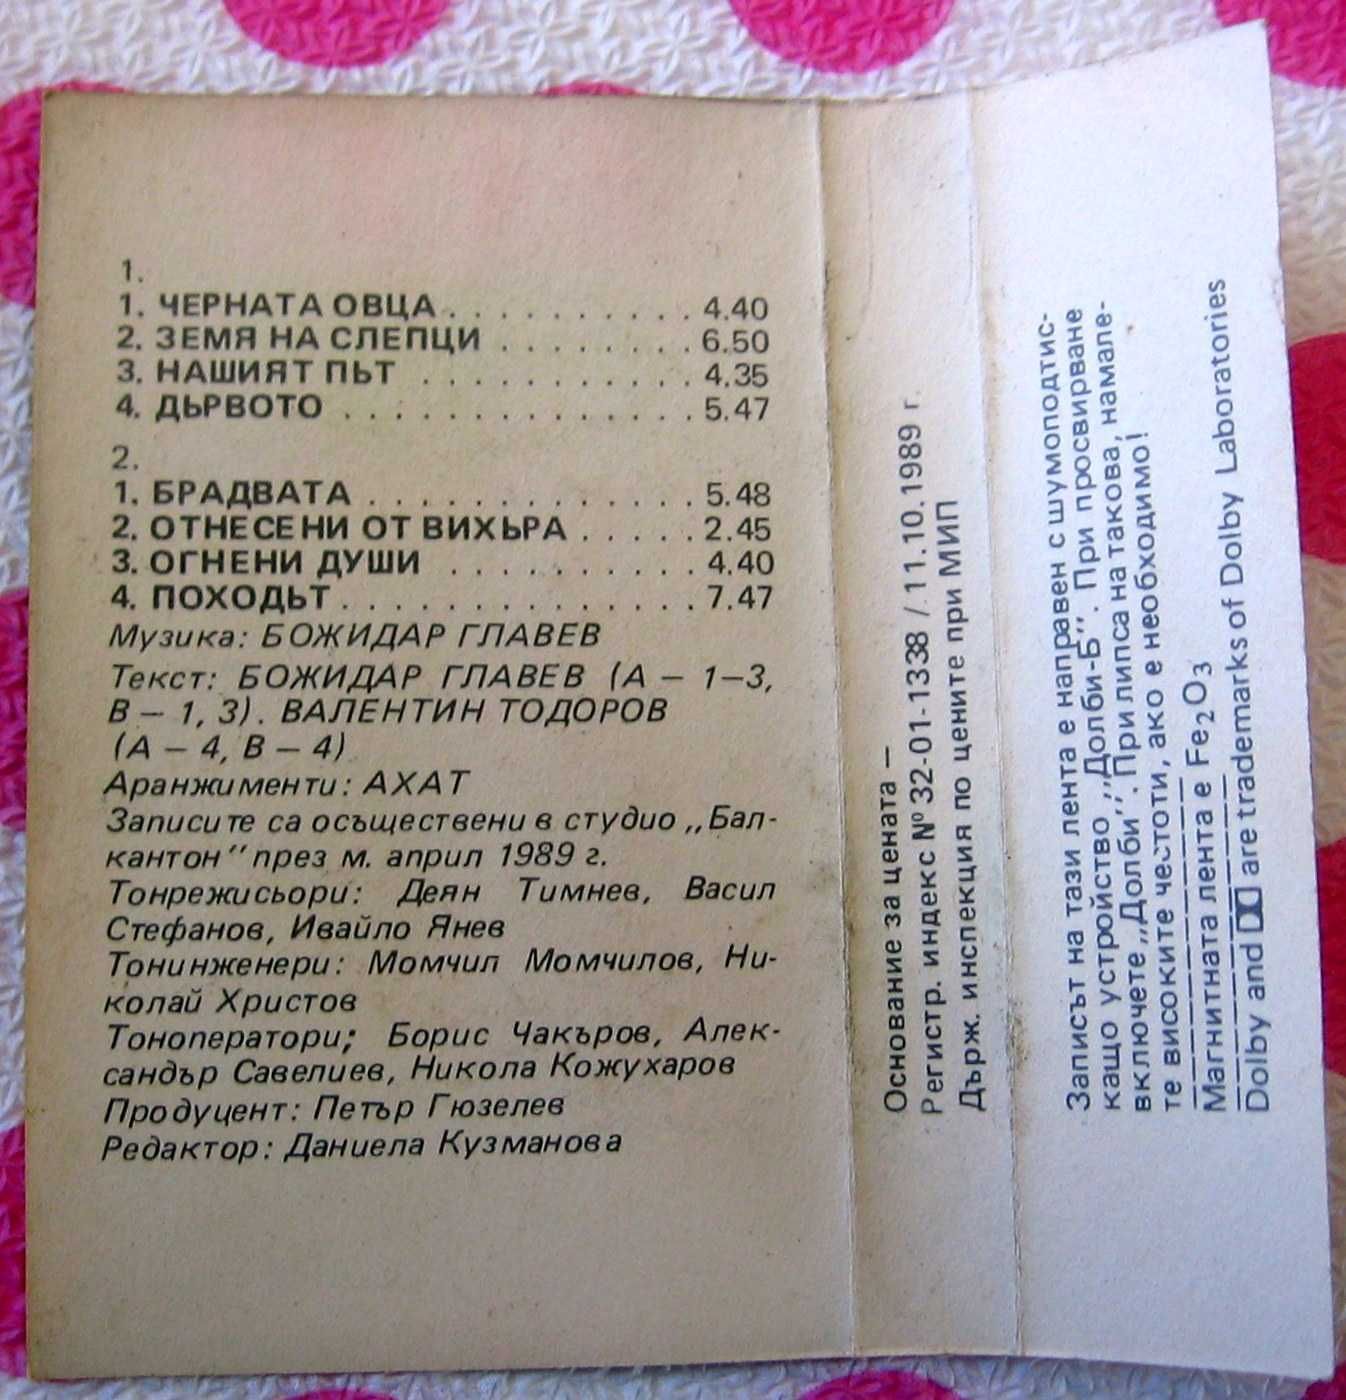 1.
1. ЧЕРНАТА ОВЦА . . . . . . . . . . 4.40
2. ЗЕМЯ НА СЛЕПЦИ . . . . . . . . 6.50
3. НАШИЯТ ПЪТ . . . . . . . . . . . . 4.35
4. ДЪРВОТО . . . . . . . . . . . . . . . 5.47
2.
1. БРАДВАТА . . . . . . . . . . . . . . 5.48
2. ОТНЕСЕНИ ОТ ВИХЪРА . . . . . 2.45
3. ОГНЕНИ ДУШИ . . . . . . . . . . 4.40
4. ПОХОДЪТ . . . . . . . . . . . . . . . 7.47
Музика: БОЖИДАР ГЛАВЕВ
Текст: БОЖИДАР ГЛАВЕВ (А – 1–3,
В – 1, 3). ВАЛЕНТИН ТОДОРОВ
(А – 4, В – 4)
Аранжименти: АХАТ
Записите са осъществени в студио „Бал-
кантон" през м. април 1989 г.
Тонрежисьори: Деян Тимнев, Васил
Стефанов, Ивайло Янев
Тонинженери: Момчил Момчилов, Ни-
колай Христов
Тоноператори; Борис Чакъров, Алек-
сандър Савелиев, Никола Кожухаров
Продуцент: Петър Гюзелев
Редактор: Даниела Кузманова
Основание за цената –
Регистр. индекс № 32-01-1338 / 11.10.1989 г.
Държ. инспекция по цените при МИП
Записът на тази лента е направен с шумоподтис-
кащо устройство „Долби-Б". При просвирване
включете „Долби". При липса на такова, намале-
те високите честоти, ако е необходимо!
Магнитната лента е Fe2O3
Dolby and DD are trademarks of Dolby Laboratories